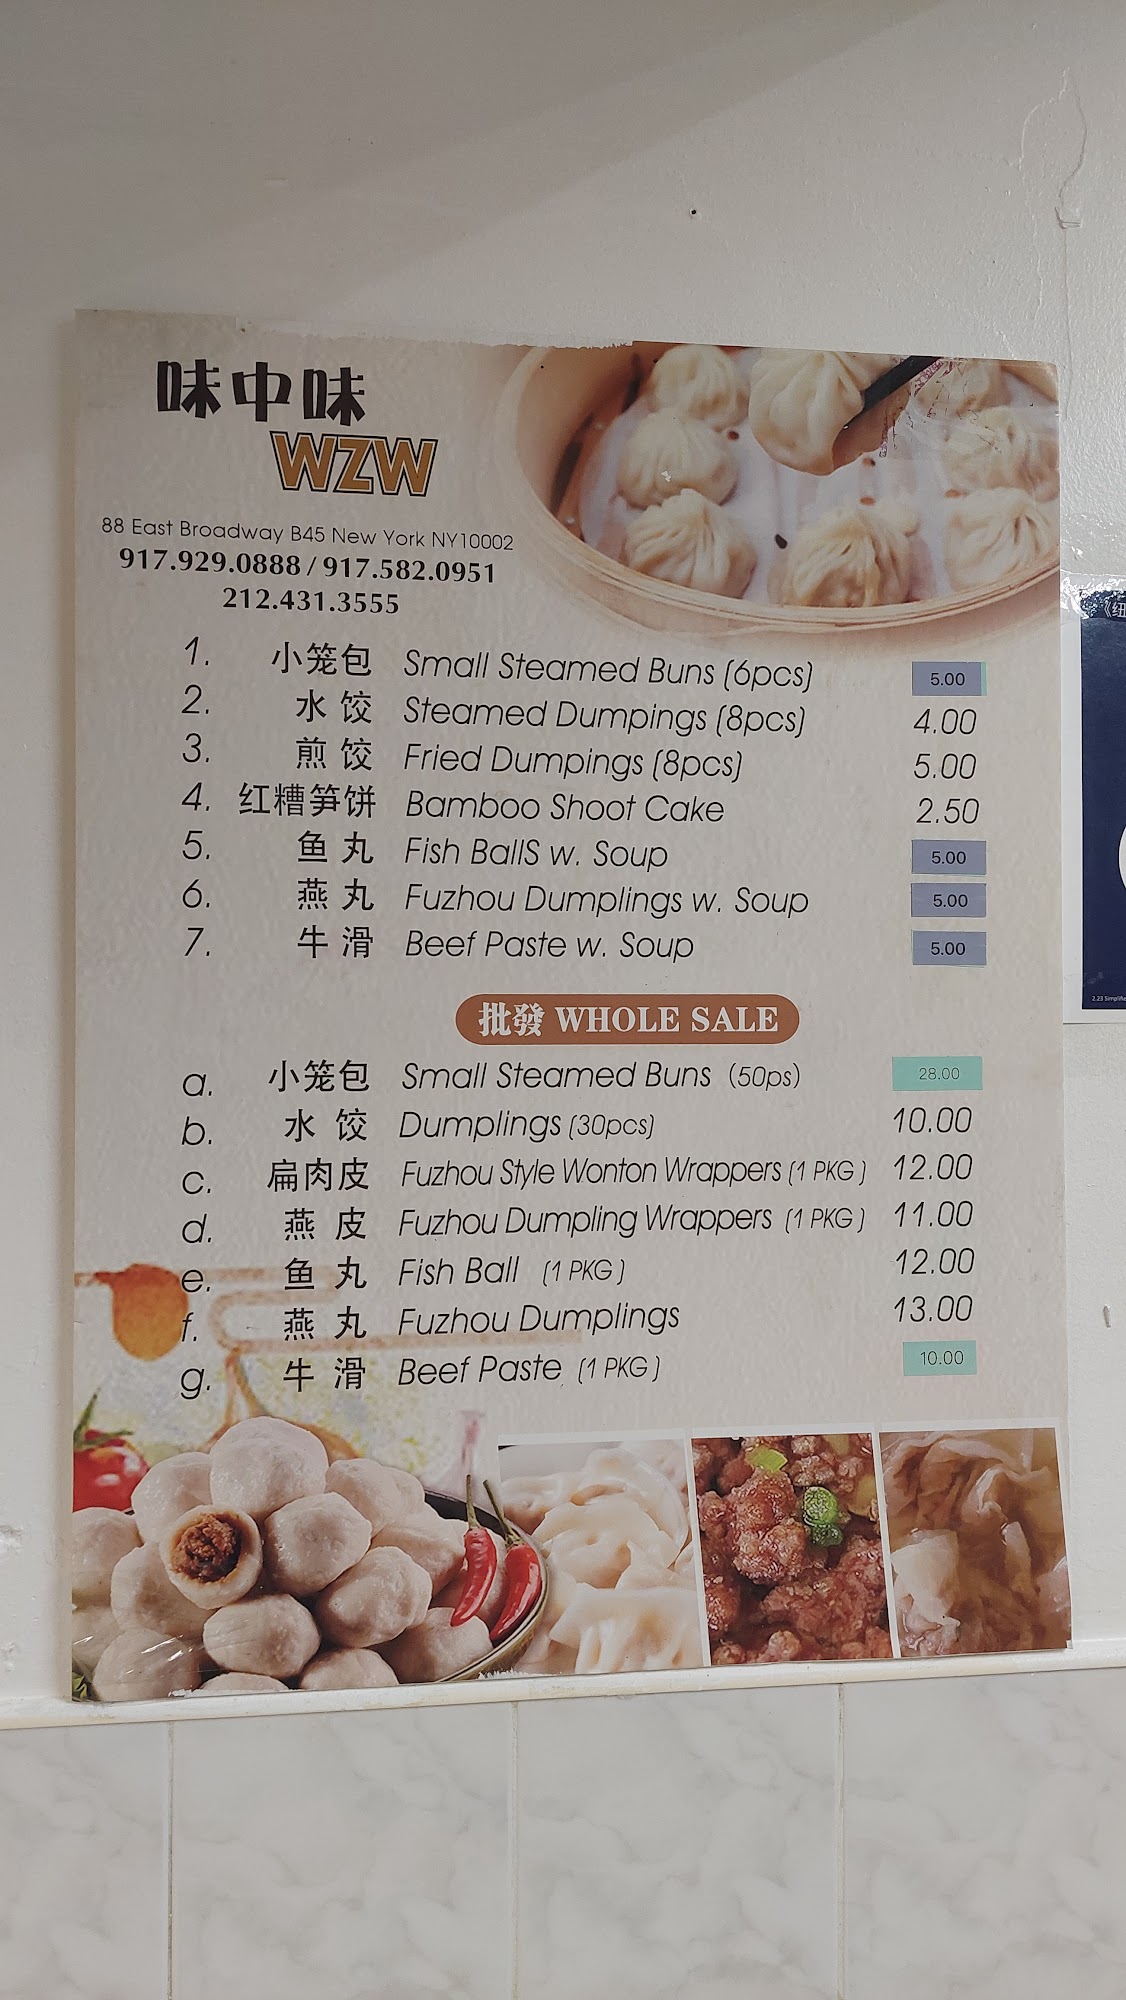 味中味
WZW
88 East Broadway B45 New York NY10002
917.929.0888 / 917.582.0951
212.431.3555
1. 小笼包 Small Steamed Buns (6pcs) 5.00
2. 水饺 Steamed Dumpings (8pcs) 4.00
3. 煎饺 Fried Dumpings (8pcs) 5.00
4. 红糟笋饼 Bamboo Shoot Cake 2.50
5. 鱼丸 Fish BallS w. Soup 5.00
6. 燕丸 Fuzhou Dumplings w. Soup 5.00
7. 牛滑 Beef Paste w. Soup 5.00
批發 WHOLE SALE
a. 小笼包 Small Steamed Buns (50ps) 28.00
b. 水饺 Dumplings (30pcs) 10.00
c. 扁肉皮 Fuzhou Style Wonton Wrappers (1 PKG) 12.00
d. 燕皮 Fuzhou Dumpling Wrappers (1 PKG) 11.00
e. 鱼丸 Fish Ball (1 PKG) 12.00
f. 燕丸 Fuzhou Dumplings 13.00
g. 牛滑 Beef Paste (1 PKG) 10.00
《纽